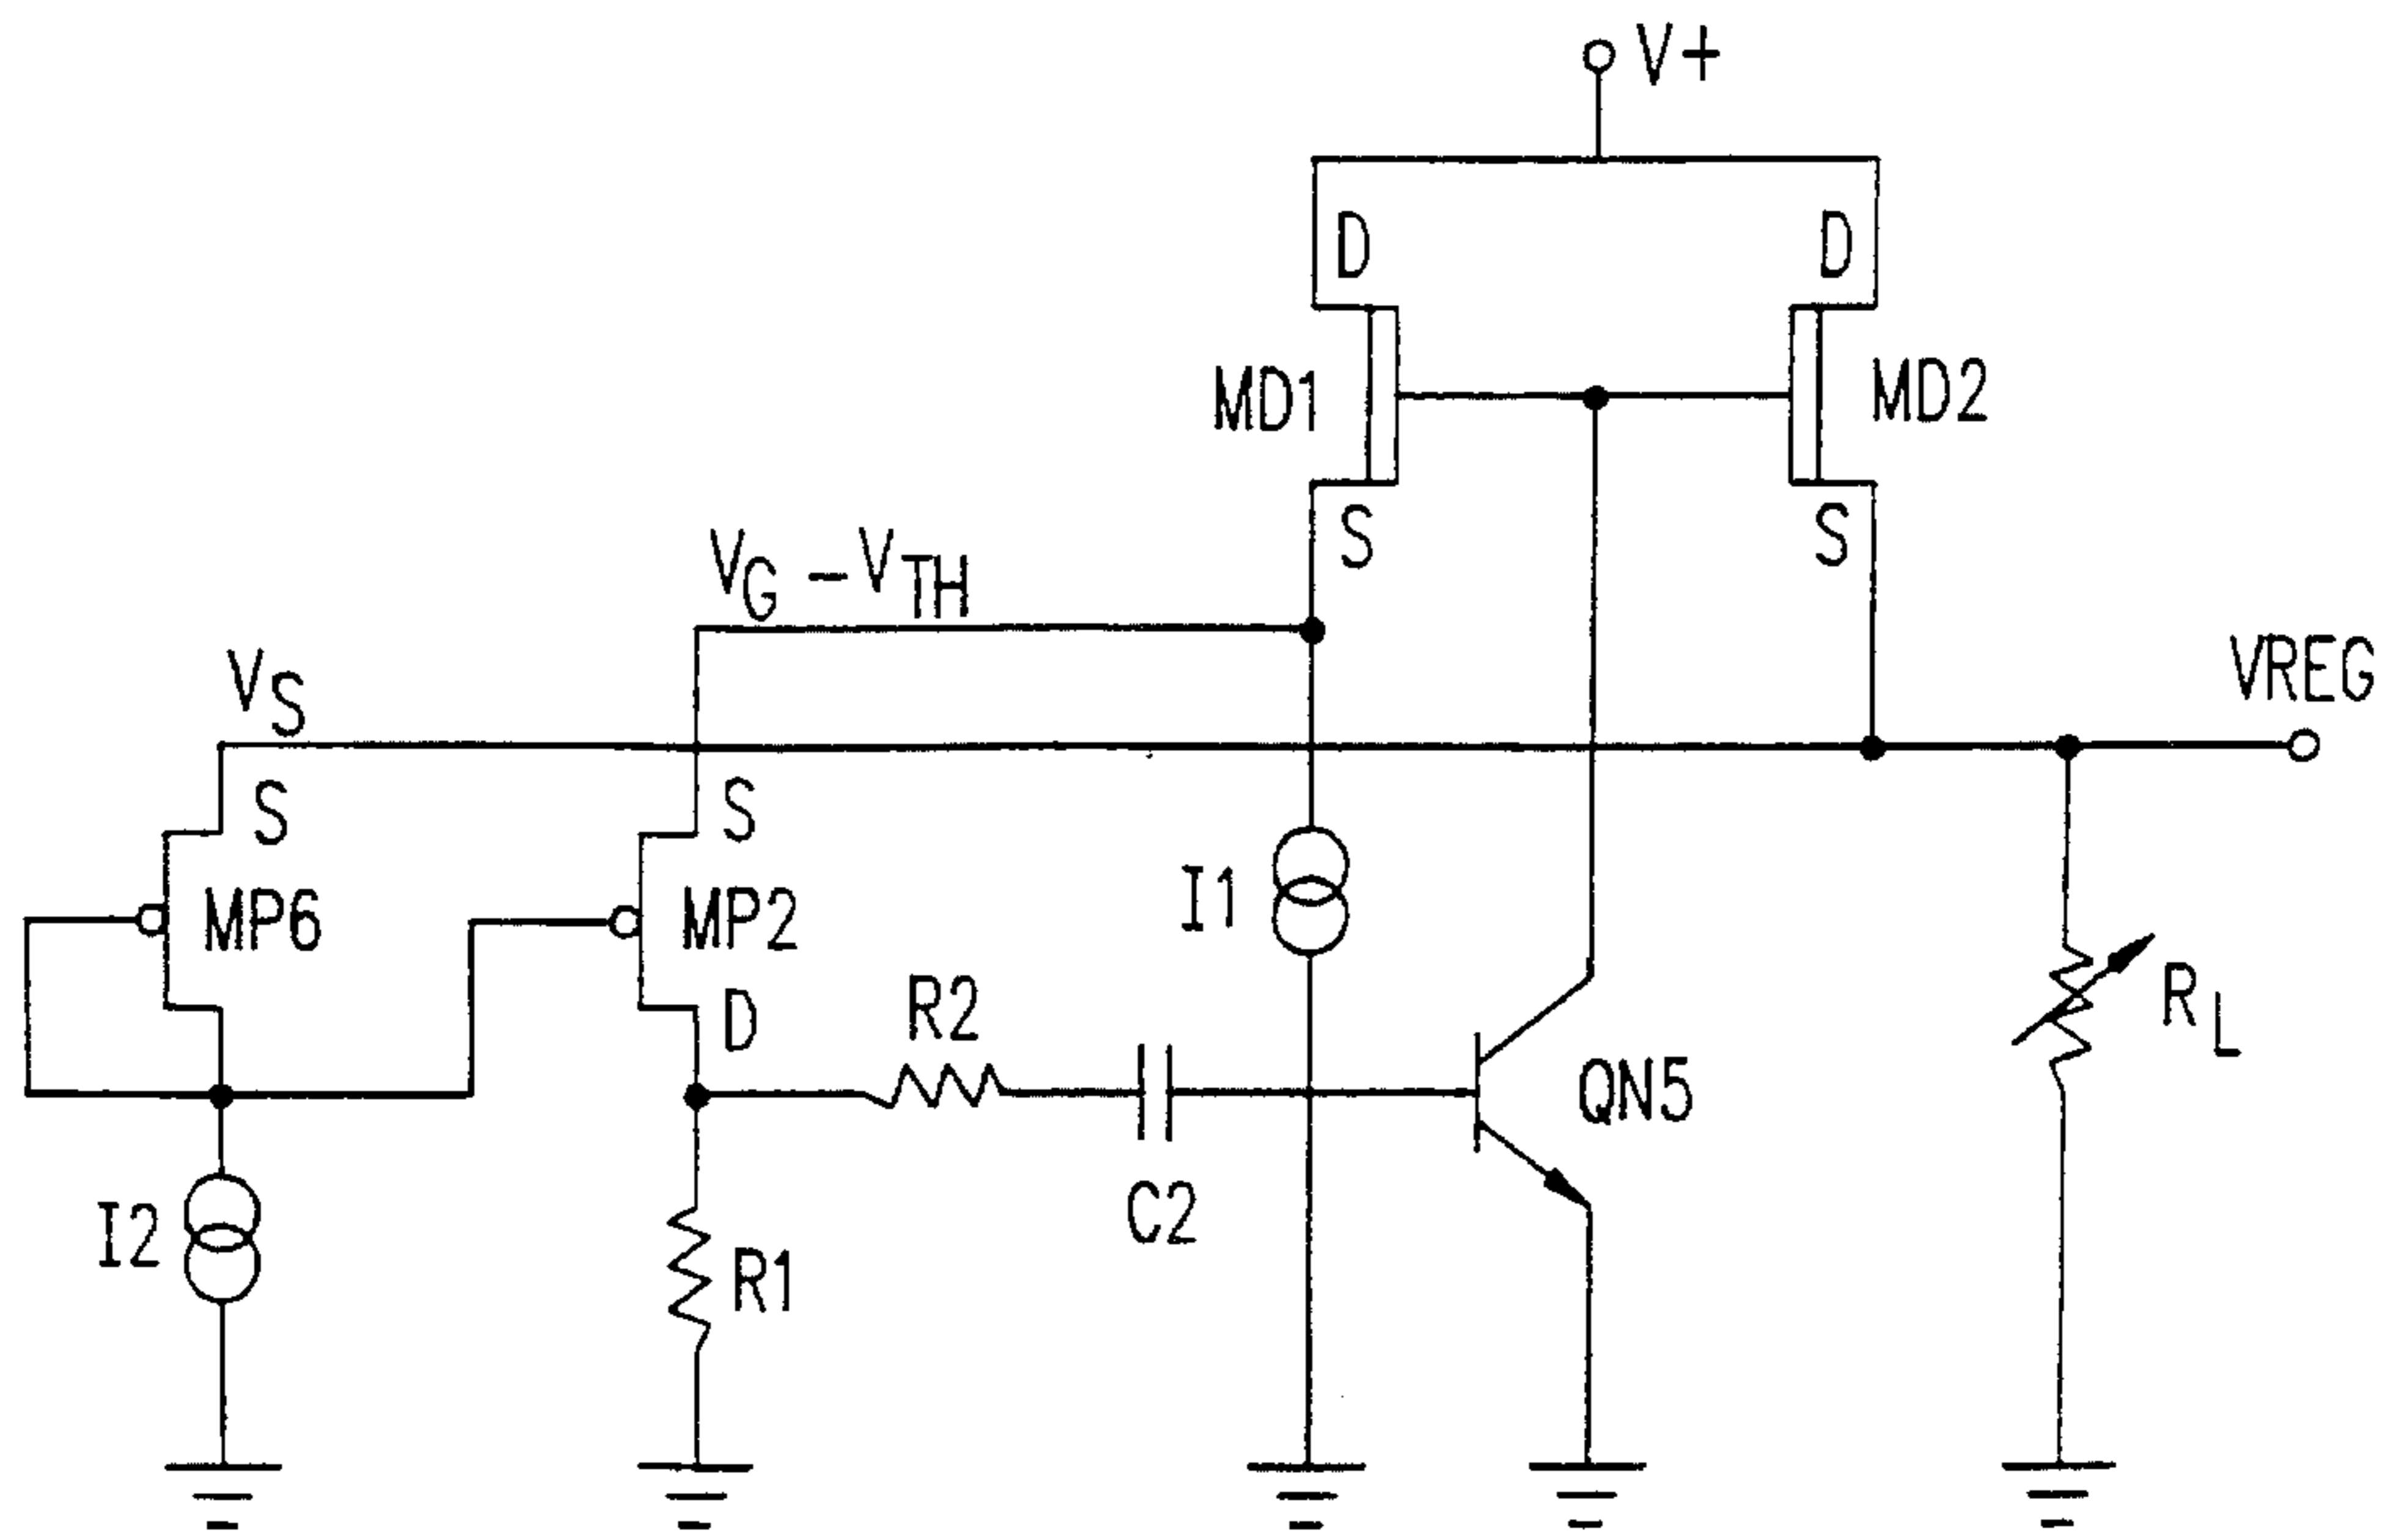 V+
D
D
MD1
MD2
S
S
VG -VTH
VS
VREG
S
S
MP6
MP2
I1
RL
D
R2
QN5
C2
I2
R1